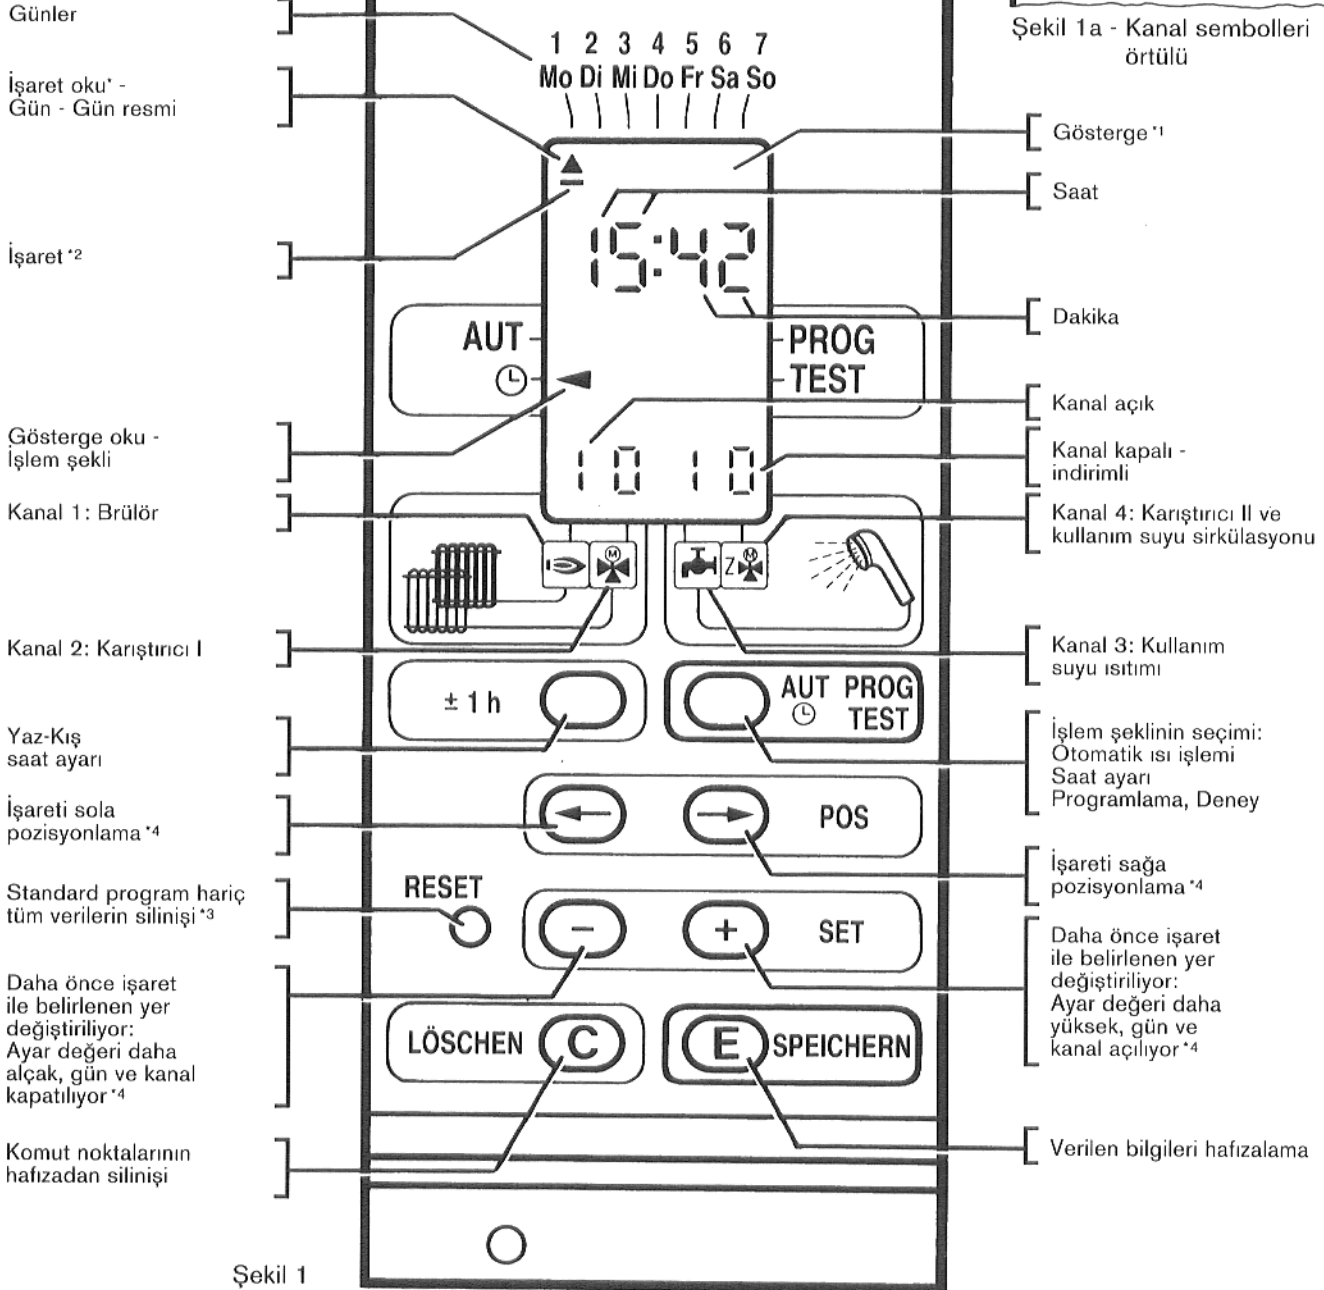 Günler
İşaret oku* -
Gün - Gün resmi
İşaret *2
Gösterge oku -
İşlem şekli
Kanal 1: Brülör
Kanal 2: Karıştırıcı I
Yaz-Kış
saat ayarı
İşareti sola
pozisyonlama *4
Standard program hariç
tüm verilerin silinişi *3
Daha önce işaret
ile belirlenen yer
değiştiriliyor:
Ayar değeri daha
alçak, gün ve kanal
kapatılıyor *4
Komut noktalarının
hafızadan silinişi
Şekil 1
1 2 3 4 5 6 7
Mo Di Mi Do Fr Sa So
15:42
AUT
PROG
TEST
1 0 1 0
M
Z M
± 1 h
AUT PROG
TEST
POS
RESET
− + SET
LÖSCHEN C E SPEICHERN
Şekil 1a - Kanal sembolleri
örtülü
Gösterge *1
Saat
Dakika
Kanal açık
Kanal kapalı -
indirimli
Kanal 4: Karıştırıcı II ve
kullanım suyu sirkülasyonu
Kanal 3: Kullanım
suyu ısıtımı
İşlem şeklinin seçimi:
Otomatik ısı işlemi
Saat ayarı
Programlama, Deney
İşareti sağa
pozisyonlama *4
Daha önce işaret
ile belirlenen yer
değiştiriliyor:
Ayar değeri daha
yüksek, gün ve
kanal açılıyor *4
Verilen bilgileri hafızalama